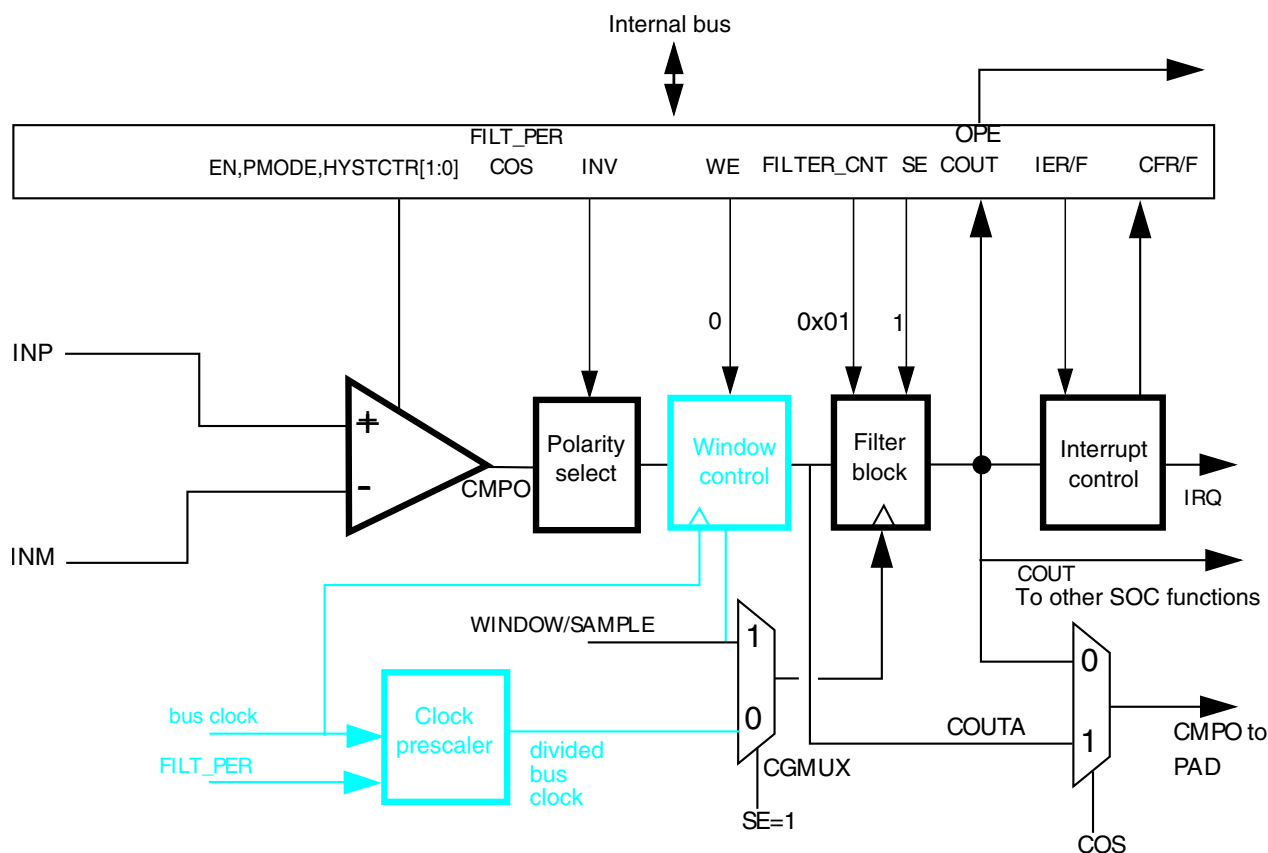 Internal bus
FILT_PER
OPE
EN,PMODE,HYSTCTR[1:0]
COS
INV
WE
FILTER_CNT
SE
COUT
IER/F
CFR/F
0
0x01
1
INP
+
-
INM
CMPO
Polarity
select
Window
control
Filter
block
Interrupt
control
IRQ
COUT
To other SOC functions
WINDOW/SAMPLE
1
0
CGMUX
SE=1
bus clock
FILT_PER
Clock
prescaler
divided
bus
clock
COUTA
0
1
CMPO to
PAD
COS